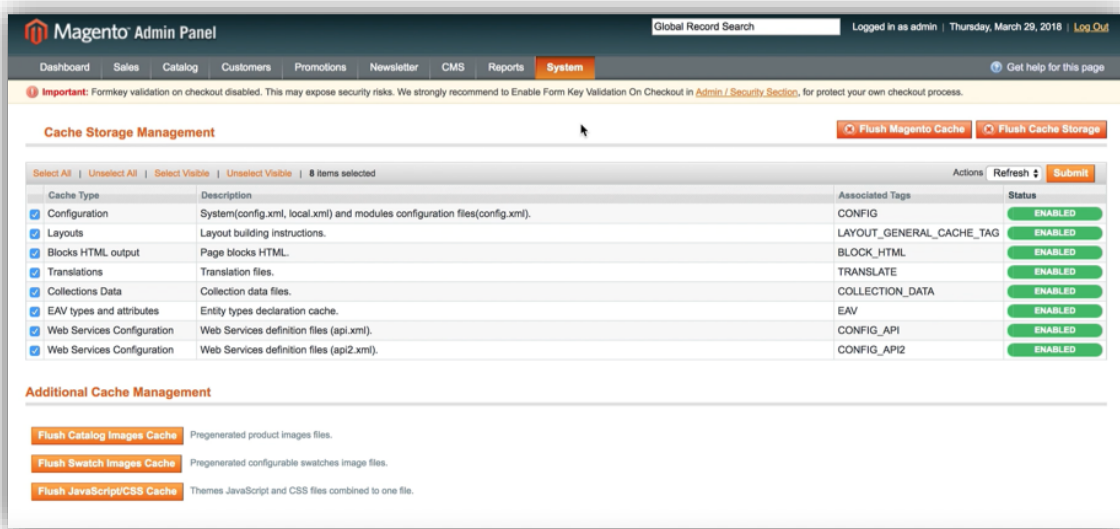 Magento Admin Panel
Global Record Search
Logged in as admin | Thursday, March 29, 2018 | Log Out
Dashboard Sales Catalog Customers Promotions Newsletter CMS Reports System Get help for this page
Important: Formkey validation on checkout disabled. This may expose security risks. We strongly recommend to Enable Form Key Validation On Checkout in Admin / Security Section, for protect your own checkout process.
Cache Storage Management Flush Magento Cache Flush Cache Storage
Select All | Unselect All | Select Visible | Unselect Visible | 8 items selected Actions Refresh Submit
Cache Type Description Associated Tags Status
Configuration System(config.xml, local.xml) and modules configuration files(config.xml). CONFIG ENABLED
Layouts Layout building instructions. LAYOUT_GENERAL_CACHE_TAG ENABLED
Blocks HTML output Page blocks HTML. BLOCK_HTML ENABLED
Translations Translation files. TRANSLATE ENABLED
Collections Data Collection data files. COLLECTION_DATA ENABLED
EAV types and attributes Entity types declaration cache. EAV ENABLED
Web Services Configuration Web Services definition files (api.xml). CONFIG_API ENABLED
Web Services Configuration Web Services definition files (api2.xml). CONFIG_API2 ENABLED
Additional Cache Management
Flush Catalog Images Cache Pregenerated product images files.
Flush Swatch Images Cache Pregenerated configurable swatches image files.
Flush JavaScript/CSS Cache Themes JavaScript and CSS files combined to one file.